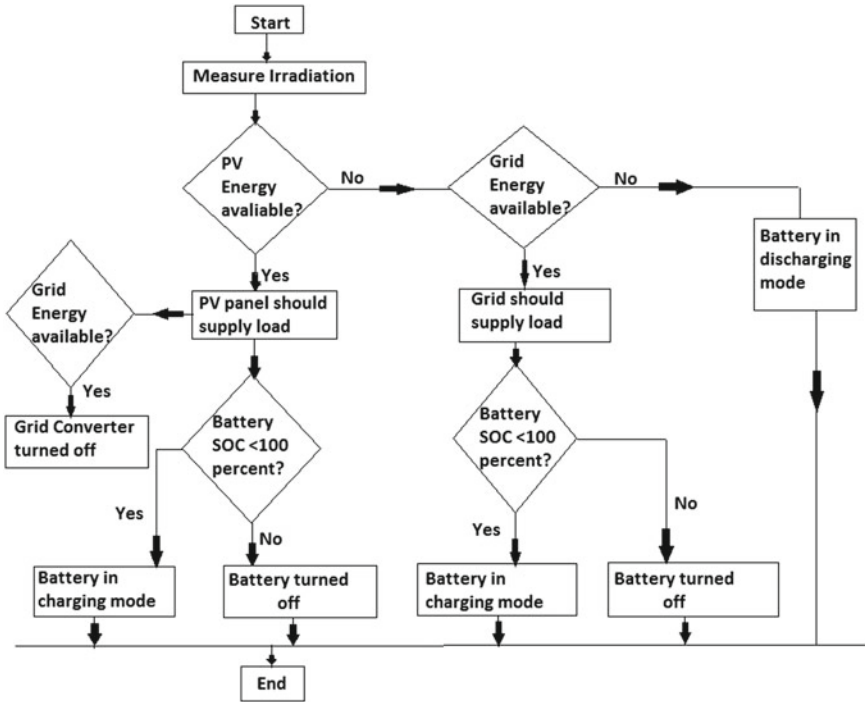 Start
Measure Irradiation
PV
Energy
avaliable?
No
Grid
Energy
available?
No
Battery in
discharging
mode
Yes
Yes
Grid
Energy
available?
PV panel should
supply load
Grid should
supply load
Yes
Grid Converter
turned off
Battery
SOC <100
percent?
Battery
SOC <100
percent?
Yes
No
Yes
No
Battery in
charging mode
Battery turned
off
Battery in
charging mode
Battery turned
off
End